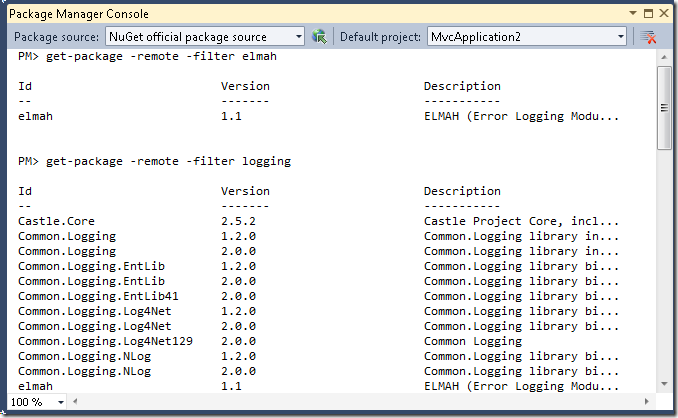 Package Manager Console
Package source: NuGet official package source Default project: MvcApplication2
PM> get-package -remote -filter elmah
Id Version Description
-- ------- -----------
elmah 1.1 ELMAH (Error Logging Modu...
PM> get-package -remote -filter logging
Id Version Description
-- ------- -----------
Castle.Core 2.5.2 Castle Project Core, incl...
Common.Logging 1.2.0 Common.Logging library in...
Common.Logging 2.0.0 Common.Logging library in...
Common.Logging.EntLib 1.2.0 Common.Logging library bi...
Common.Logging.EntLib 2.0.0 Common.Logging library bi...
Common.Logging.EntLib41 2.0.0 Common.Logging library bi...
Common.Logging.Log4Net 1.2.0 Common.Logging library bi...
Common.Logging.Log4Net 2.0.0 Common.Logging library bi...
Common.Logging.Log4Net129 2.0.0 Common Logging
Common.Logging.NLog 1.2.0 Common.Logging library bi...
Common.Logging.NLog 2.0.0 Common.Logging library bi...
elmah 1.1 ELMAH (Error Logging Modu...
100 %